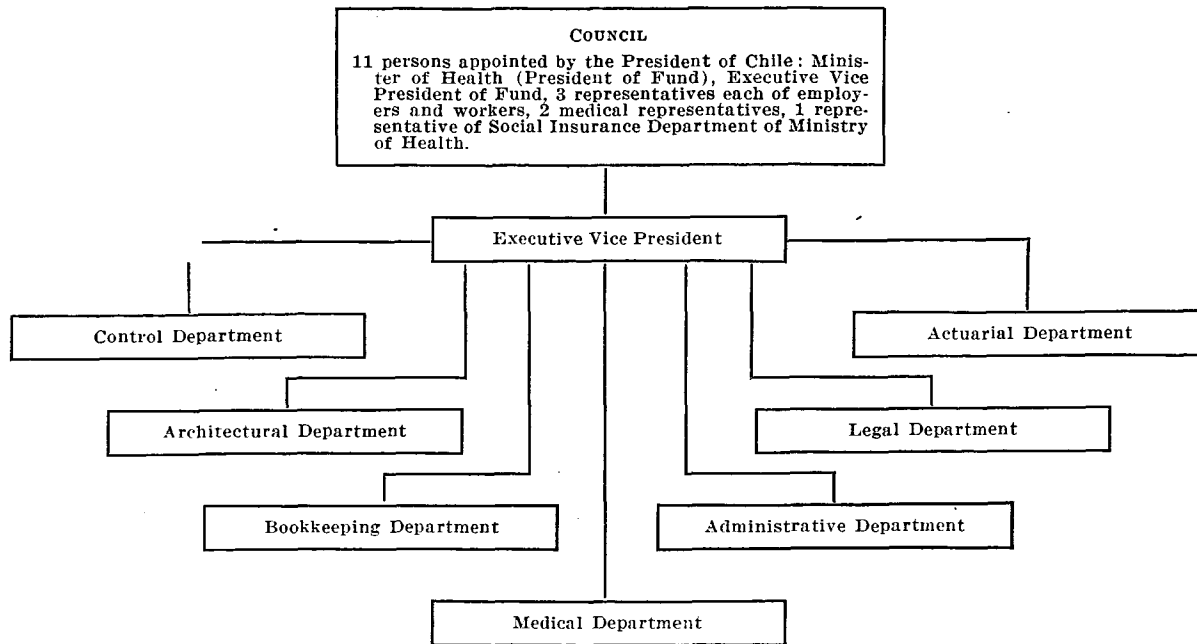 COUNCIL
11 persons appointed by the President of Chile: Minis-
ter of Health (President of Fund), Executive Vice
President of Fund, 3 representatives each of employ-
ers and workers, 2 medical representatives, 1 repre-
sentative of Social Insurance Department of Ministry
of Health.
Executive Vice President
Control Department
Actuarial Department
Architectural Department
Legal Department
Bookkeeping Department
Administrative Department
Medical Department